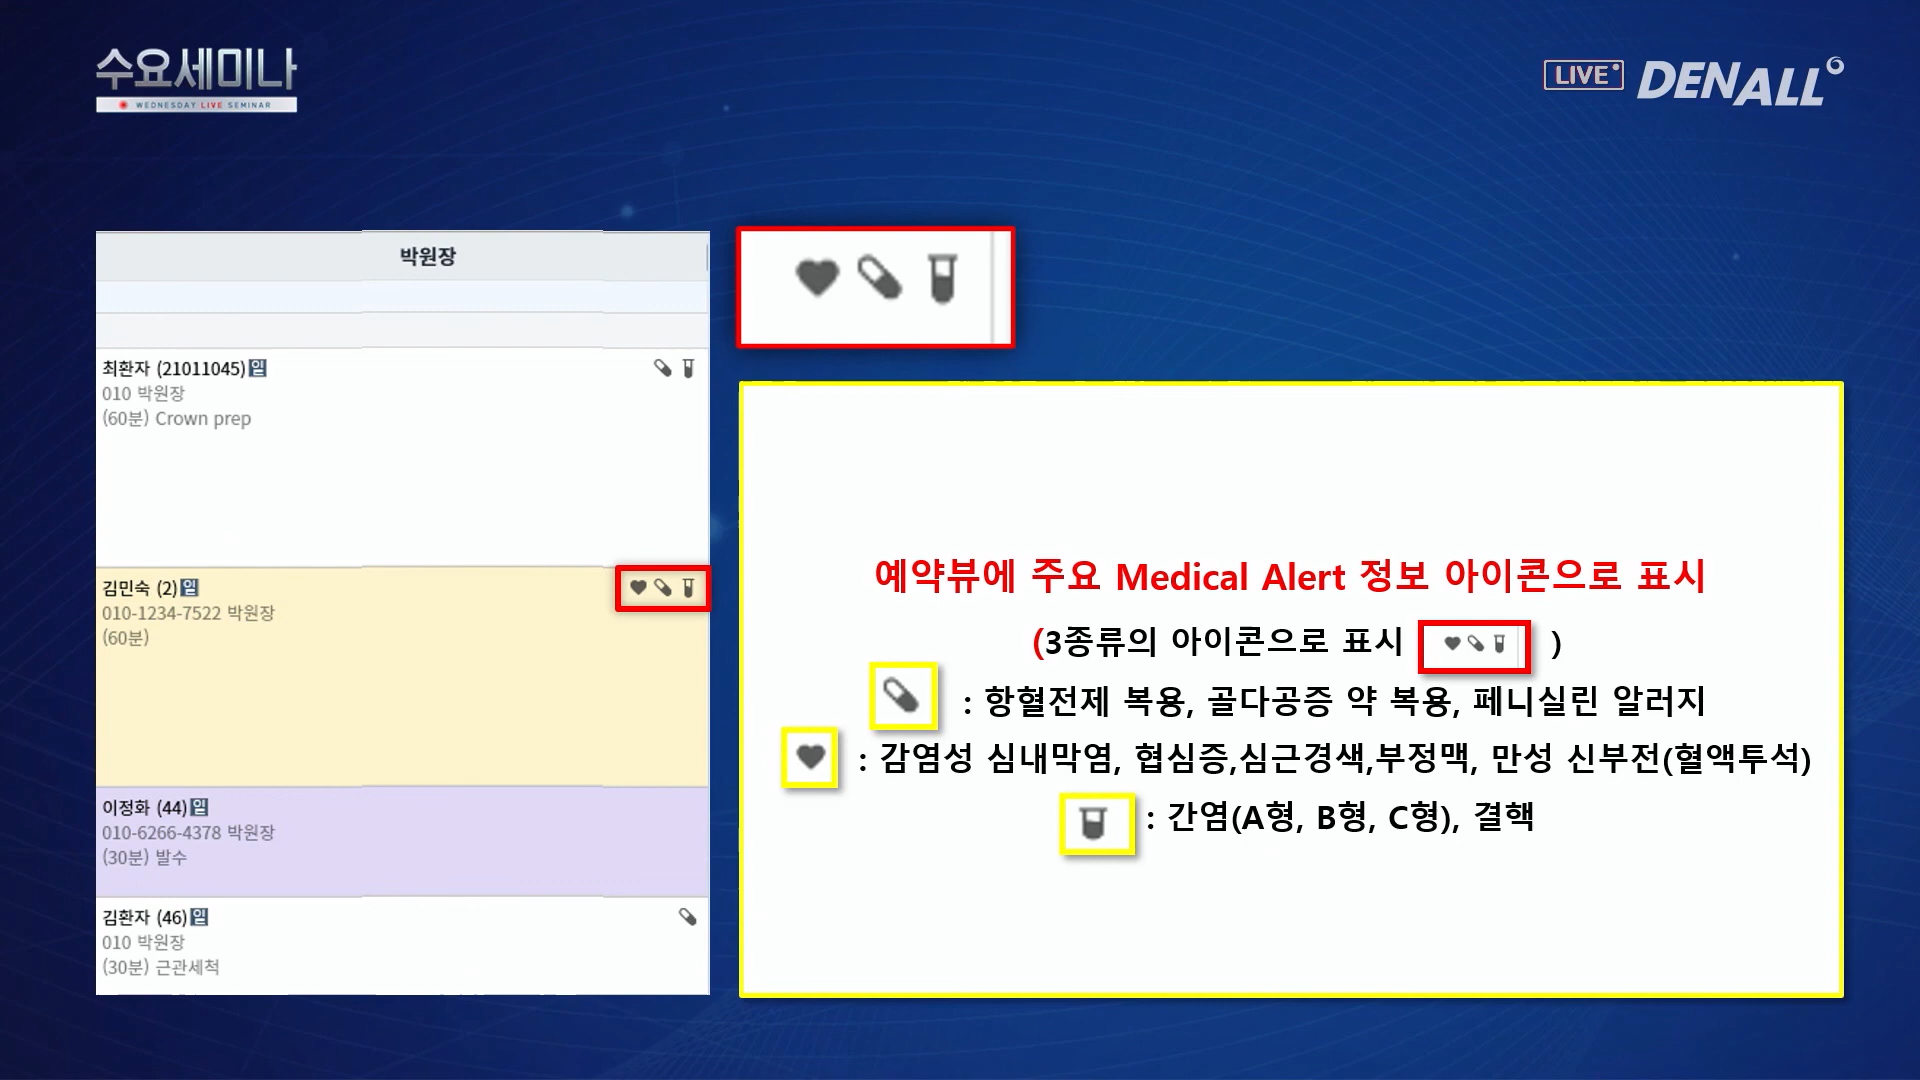 수요세미나
WEDNESDAY LIVE SEMINAR
LIVE
DENALL
박원장
최환자 (21011045)일
010 박원장
(60분) Crown prep
김민숙 (2)일
010-1234-7522 박원장
(60분)
이정화 (44)일
010-6266-4378 박원장
(30분) 발수
김환자 (46)일
010 박원장
(30분) 근관세척
예약뷰에 주요 Medical Alert 정보 아이콘으로 표시
(3종류의 아이콘으로 표시 )
: 항혈전제 복용, 골다공증 약 복용, 페니실린 알러지
: 감염성 심내막염, 협심증,심근경색,부정맥, 만성 신부전(혈액투석)
: 간염(A형, B형, C형), 결핵